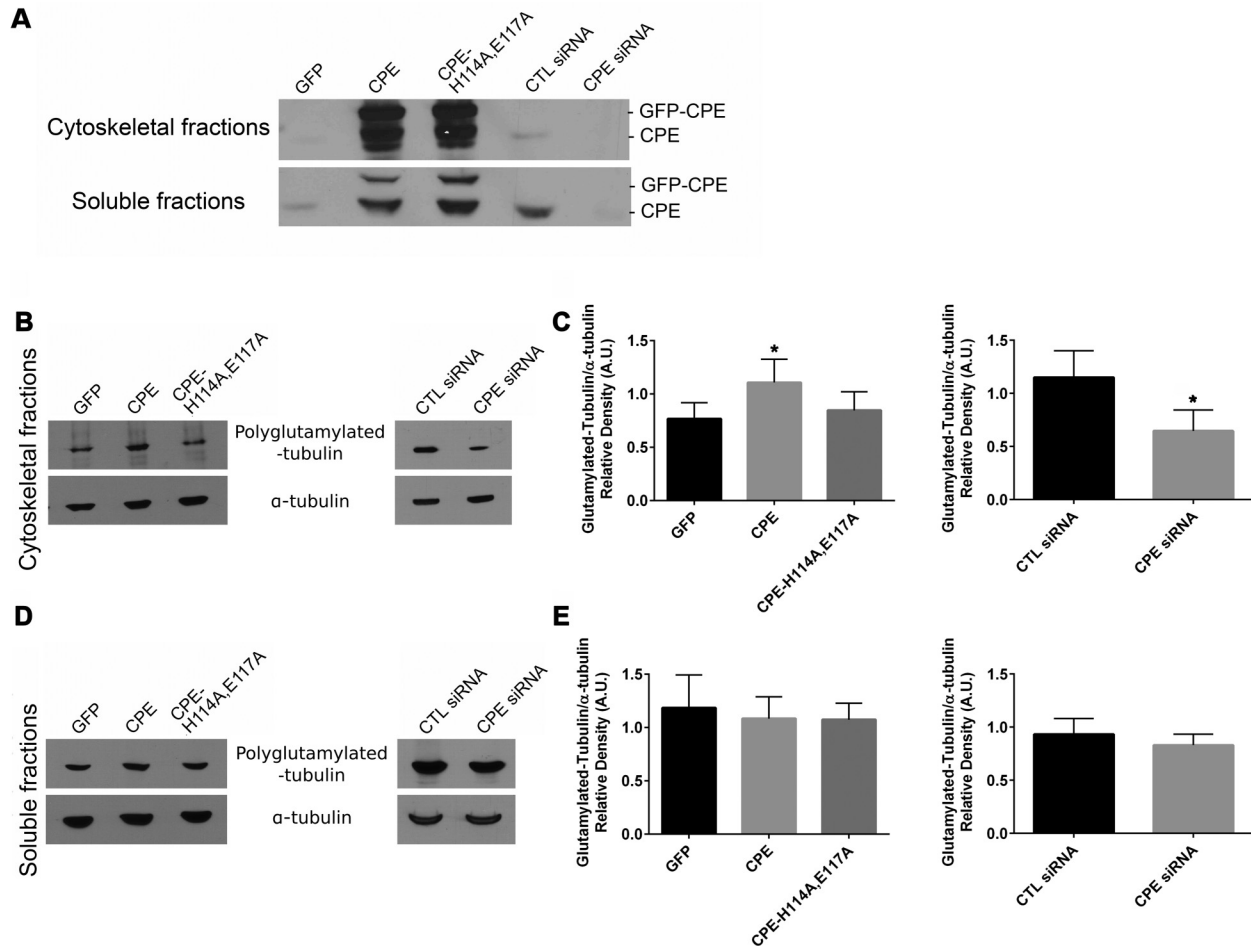 A
GFP
CPE
CPE-
H114A,E117A
CTL siRNA
CPE siRNA
Cytoskeletal fractions
GFP-CPE
CPE
Soluble fractions
GFP-CPE
CPE
B
Cytoskeletal fractions
GFP
CPE
CPE-
H114A,E117A
CTL siRNA
CPE siRNA
Polyglutamylated
-tubulin
α-tubulin
C
Glutamylated-Tubulin/α-tubulin
Relative Density (A.U.)
1.5
1.0
0.5
0.0
*
GFP
CPE
CPE-H114A,E117A
Glutamylated-Tubulin/α-tubulin
Relative Density (A.U.)
1.5
1.0
0.5
0.0
*
CTL siRNA
CPE siRNA
D
Soluble fractions
GFP
CPE
CPE-
H114A,E117A
CTL siRNA
CPE siRNA
Polyglutamylated
-tubulin
α-tubulin
E
Glutamylated-Tubulin/α-tubulin
Relative Density (A.U.)
1.5
1.0
0.5
0.0
GFP
CPE
CPE-H114A,E117A
Glutamylated-Tubulin/α-tubulin
Relative Density (A.U.)
1.5
1.0
0.5
0.0
CTL siRNA
CPE siRNA